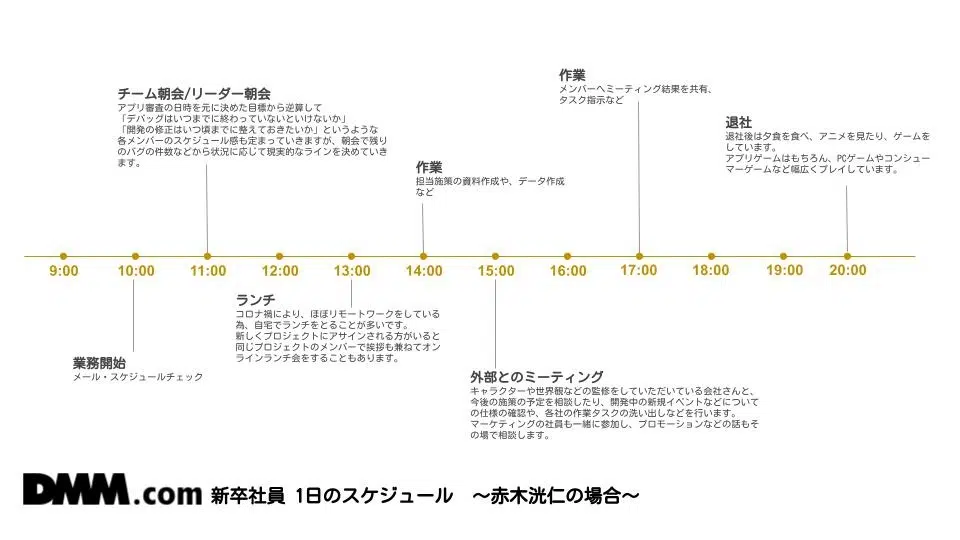 作業
メンバーへミーティング結果を共有、
タスク指示など
チーム朝会/リーダー朝会
アプリ審査の日時を元に決めた目標から逆算して
「デバッグはいつまでに終わっていないといけないか」
「開発の修正はいつ頃までに整えておきたいか」というような
各メンバーのスケジュール感も定まっていきますが、朝会で残り
のバグの件数などから状況に応じて現実的なラインを決めていき
ます。
退社
退社後は夕食を食べ、アニメを見たり、ゲームを
しています。
アプリゲームはもちろん、PCゲームやコンシュー
マーゲームなど幅広くプレイしています。
作業
担当施策の資料作成や、データ作成
など
9:00 10:00 11:00 12:00 13:00 14:00 15:00 16:00 17:00 18:00 19:00 20:00
ランチ
コロナ禍により、ほぼリモートワークをしている
為、自宅でランチをとることが多いです。
新しくプロジェクトにアサインされる方がいると
同じプロジェクトのメンバーで挨拶も兼ねてオン
ラインランチ会をすることもあります。
業務開始
メール・スケジュールチェック
外部とのミーティング
キャラクターや世界観などの監修をしていただいている会社さんと、
今後の施策の予定を相談したり、開発中の新規イベントなどについて
の仕様の確認や、各社の作業タスクの洗い出しなどを行います。
マーケティングの社員も一緒に参加し、プロモーションなどの話もそ
の場で相談します。
DMM.com 新卒社員 1日のスケジュール ～赤木洸仁の場合～